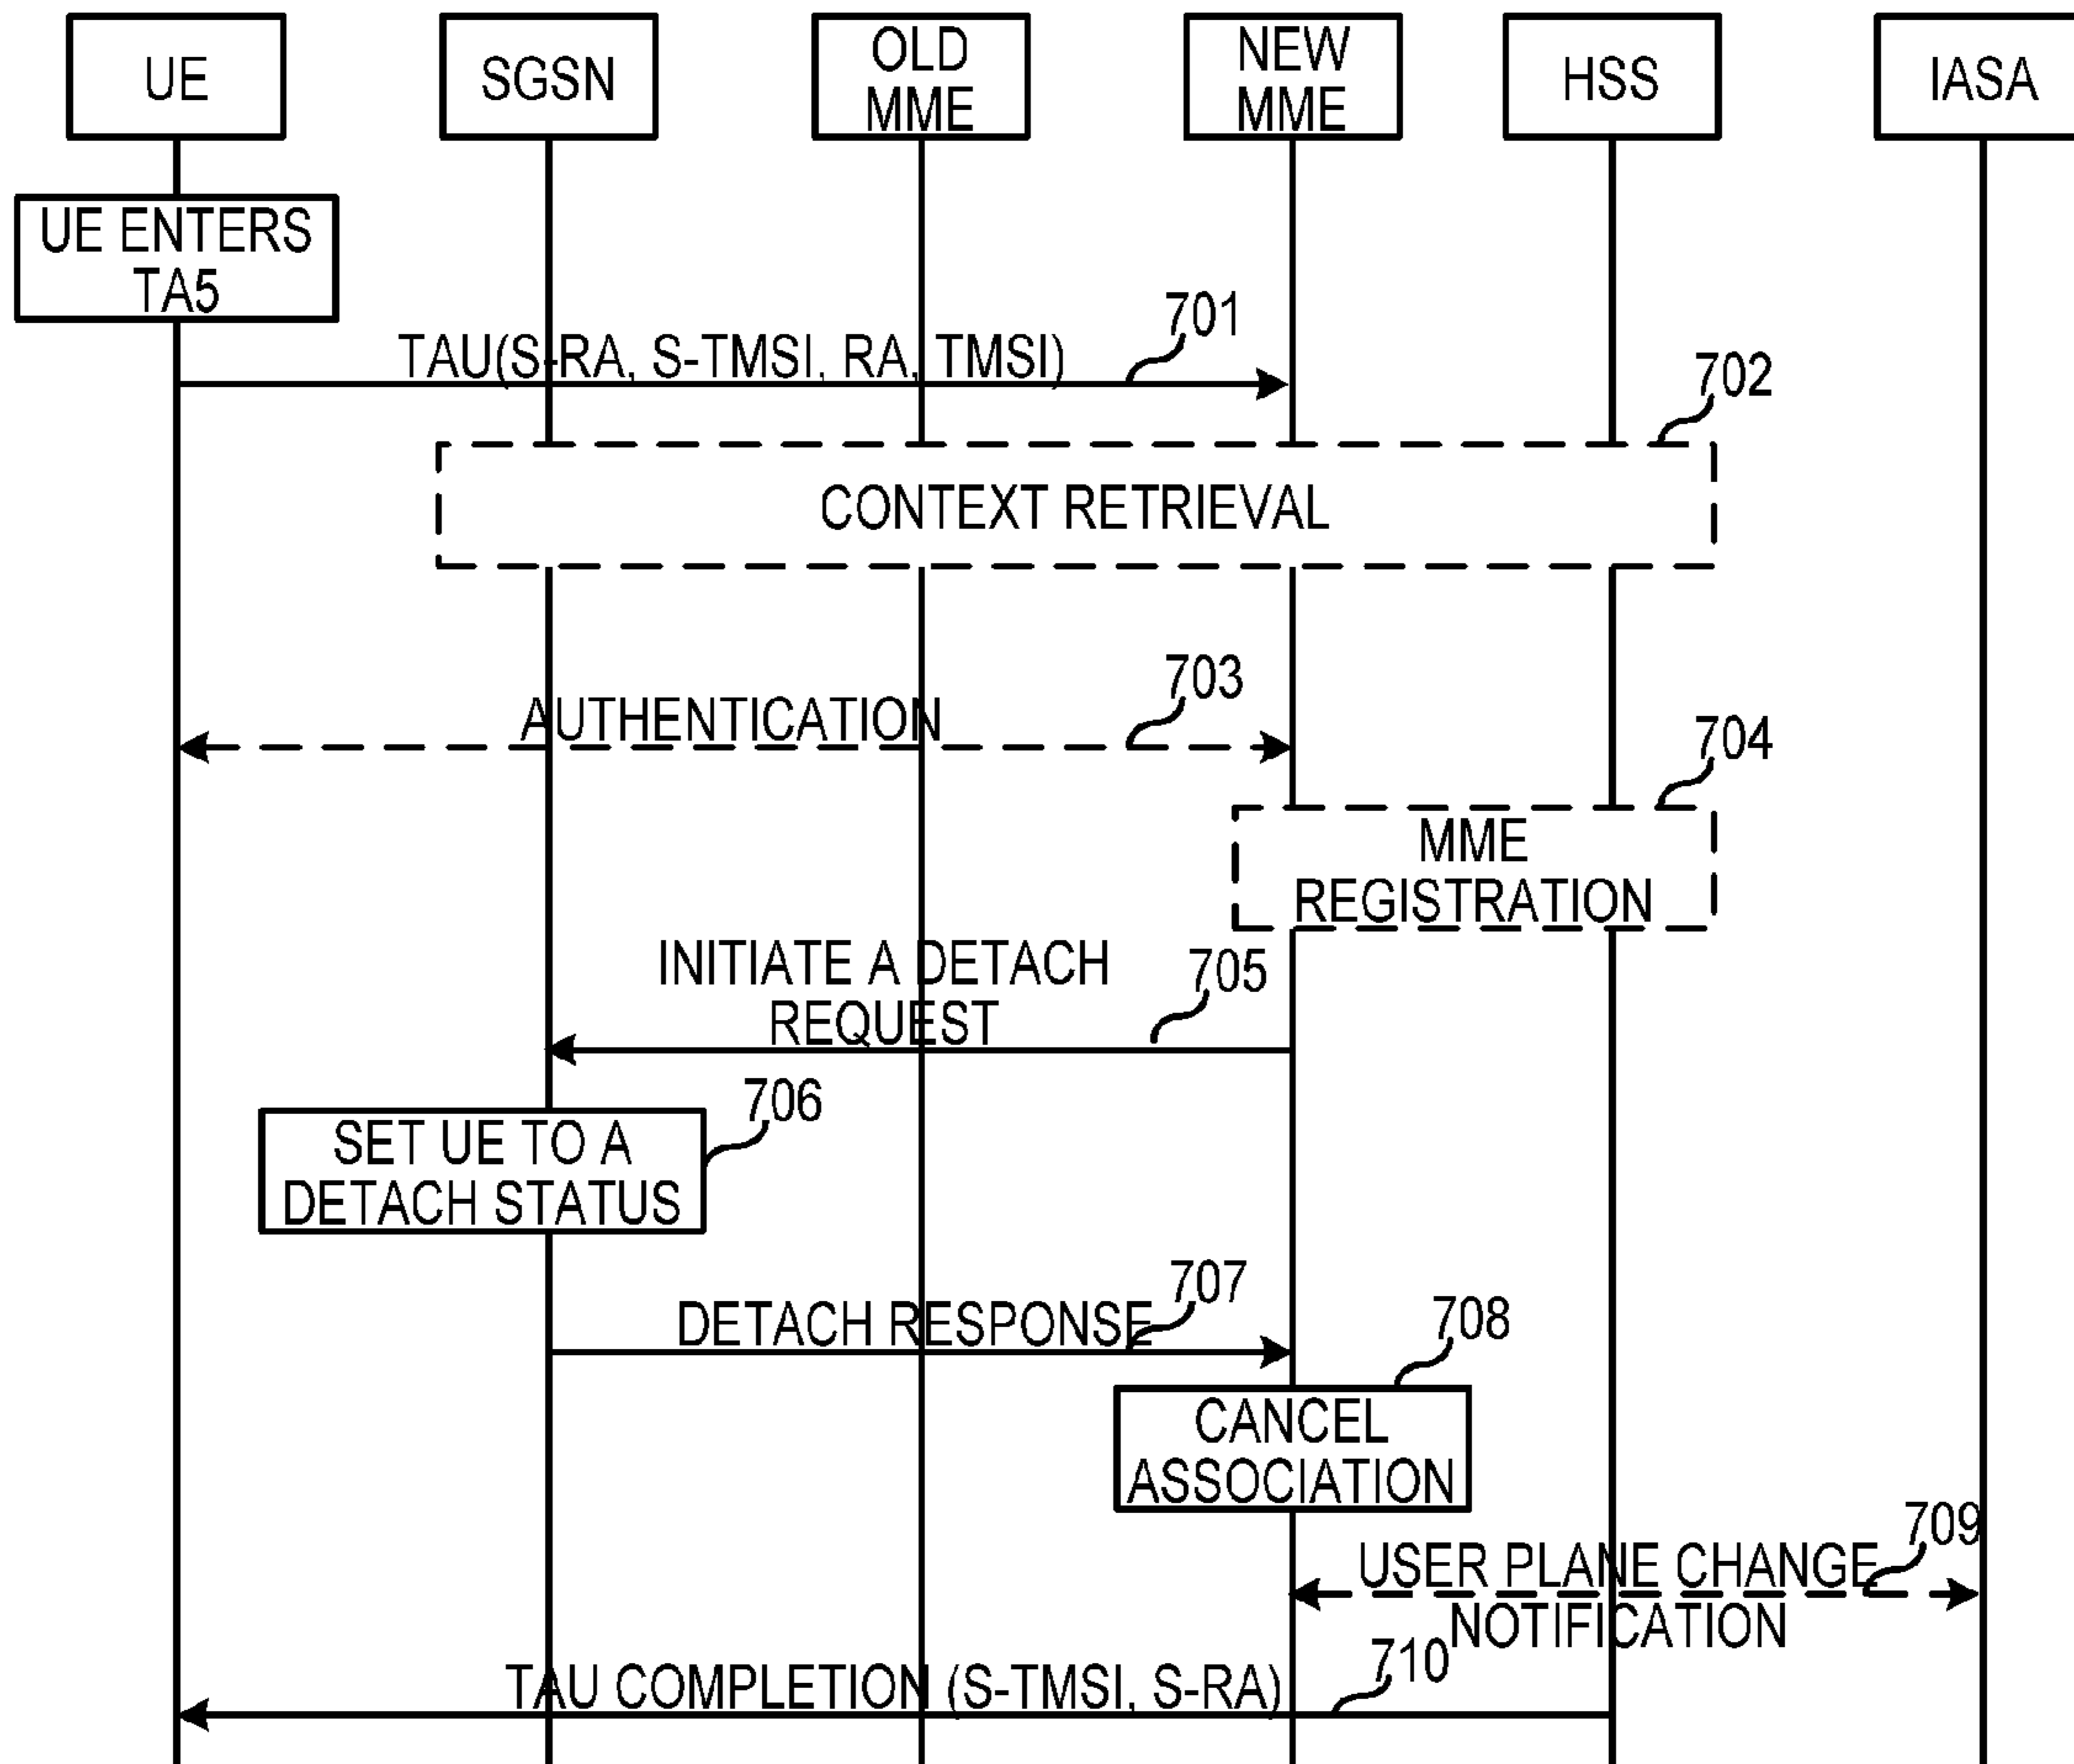 UE
SGSN
OLD
MME
NEW
MME
HSS
IASA
UE ENTERS
TA5
TAU(S-RA, S-TMSI, RA, TMSI)
701
702
CONTEXT RETRIEVAL
703
AUTHENTICATION
704
MME
REGISTRATION
INITIATE A DETACH
REQUEST
705
706
SET UE TO A
DETACH STATUS
707
DETACH RESPONSE
708
CANCEL
ASSOCIATION
709
USER PLANE CHANGE
NOTIFICATION
710
TAU COMPLETION (S-TMSI, S-RA)